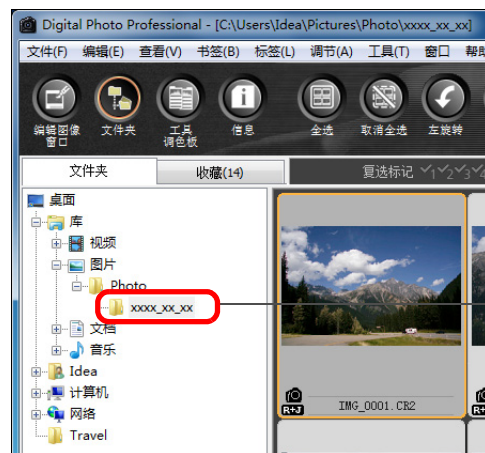 Digital Photo Professional - [C:\Users\Idea\Pictures\Photo\xxxx_xx_xx]
文件(F) 编辑(E) 查看(V) 书签(B) 标签(L) 调节(A) 工具(T) 窗口 帮助
编辑图像窗口 文件夹 工具调色板 信息 全选 取消全选 左旋转
文件夹 收藏(14) 复选标记 1 2 3
桌面
库
视频
图片
Photo
xxxx_xx_xx
文档
音乐
Idea
计算机
网络
Travel
R+J IMG_0001.CR2